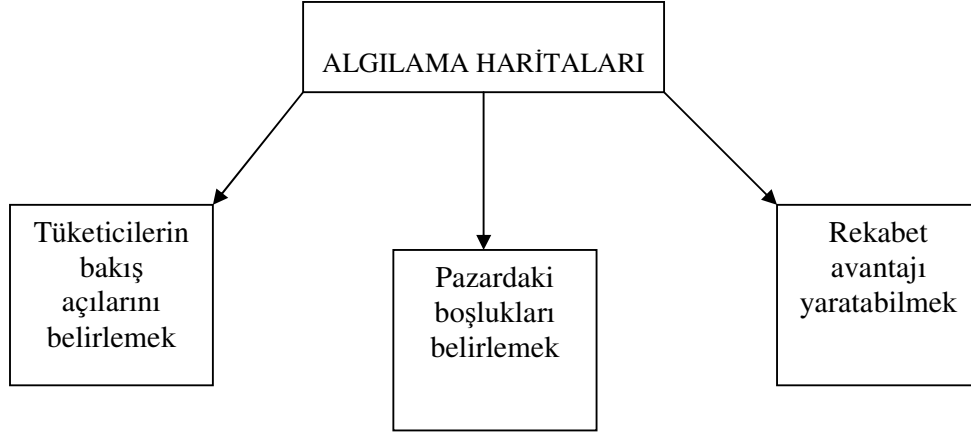 ALGILAMA HARİTALARI
Tüketicilerin
bakış
açılarını
belirlemek
Pazardaki
boşlukları
belirlemek
Rekabet
avantajı
yaratabilmek